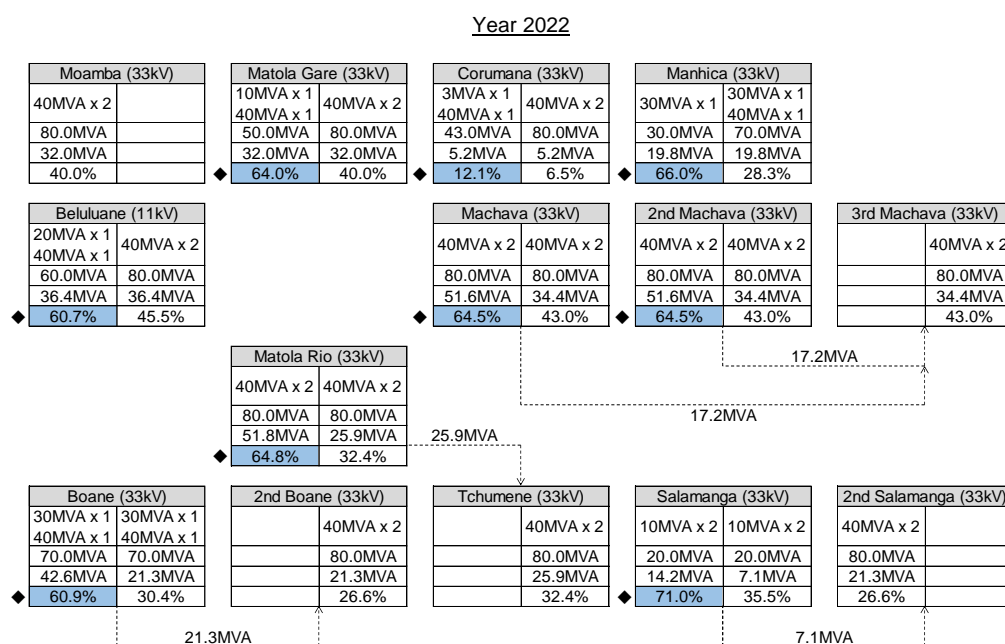 Year 2022
Moamba (33kV) Matola Gare (33kV) Corumana (33kV) Manhica (33kV)
40MVA x 2 10MVA x 1 40MVA x 1 40MVA x 2 3MVA x 1 40MVA x 1 40MVA x 2 30MVA x 1 30MVA x 1 40MVA x 1
80.0MVA 50.0MVA 80.0MVA 43.0MVA 80.0MVA 30.0MVA 70.0MVA
32.0MVA 32.0MVA 32.0MVA 5.2MVA 5.2MVA 19.8MVA 19.8MVA
40.0% ◆ 64.0% 40.0% ◆ 12.1% 6.5% ◆ 66.0% 28.3%
Beluluane (11kV) Machava (33kV) 2nd Machava (33kV) 3rd Machava (33kV)
20MVA x 1 40MVA x 1 40MVA x 2 40MVA x 2 40MVA x 2 40MVA x 2 40MVA x 2 40MVA x 2
60.0MVA 80.0MVA 80.0MVA 80.0MVA 80.0MVA 80.0MVA 80.0MVA
36.4MVA 36.4MVA 51.6MVA 34.4MVA 51.6MVA 34.4MVA 34.4MVA
◆ 60.7% 45.5% ◆ 64.5% 43.0% ◆ 64.5% 43.0% 43.0%
17.2MVA
17.2MVA
Matola Rio (33kV)
40MVA x 2 40MVA x 2
80.0MVA 80.0MVA
51.8MVA 25.9MVA 25.9MVA
◆ 64.8% 32.4%
Boane (33kV) 2nd Boane (33kV) Tchumene (33kV) Salamanga (33kV) 2nd Salamanga (33kV)
30MVA x 1 40MVA x 1 30MVA x 1 40MVA x 1 40MVA x 2 40MVA x 2 10MVA x 2 10MVA x 2 40MVA x 2
70.0MVA 70.0MVA 80.0MVA 80.0MVA 20.0MVA 20.0MVA 80.0MVA
42.6MVA 21.3MVA 21.3MVA 25.9MVA 14.2MVA 7.1MVA 21.3MVA
◆ 60.9% 30.4% 26.6% 32.4% ◆ 71.0% 35.5% 26.6%
21.3MVA 7.1MVA